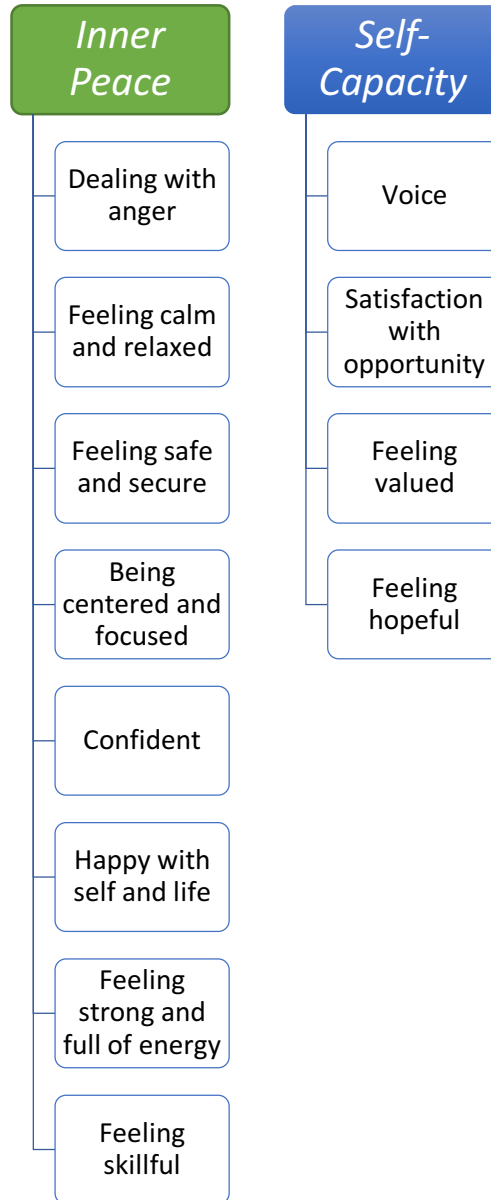 Inner
Peace
Dealing with
anger
Feeling calm
and relaxed
Feeling safe
and secure
Being
centered and
focused
Confident
Happy with
self and life
Feeling
strong and
full of energy
Feeling
skillful
Self-
Capacity
Voice
Satisfaction
with
opportunity
Feeling
valued
Feeling
hopeful